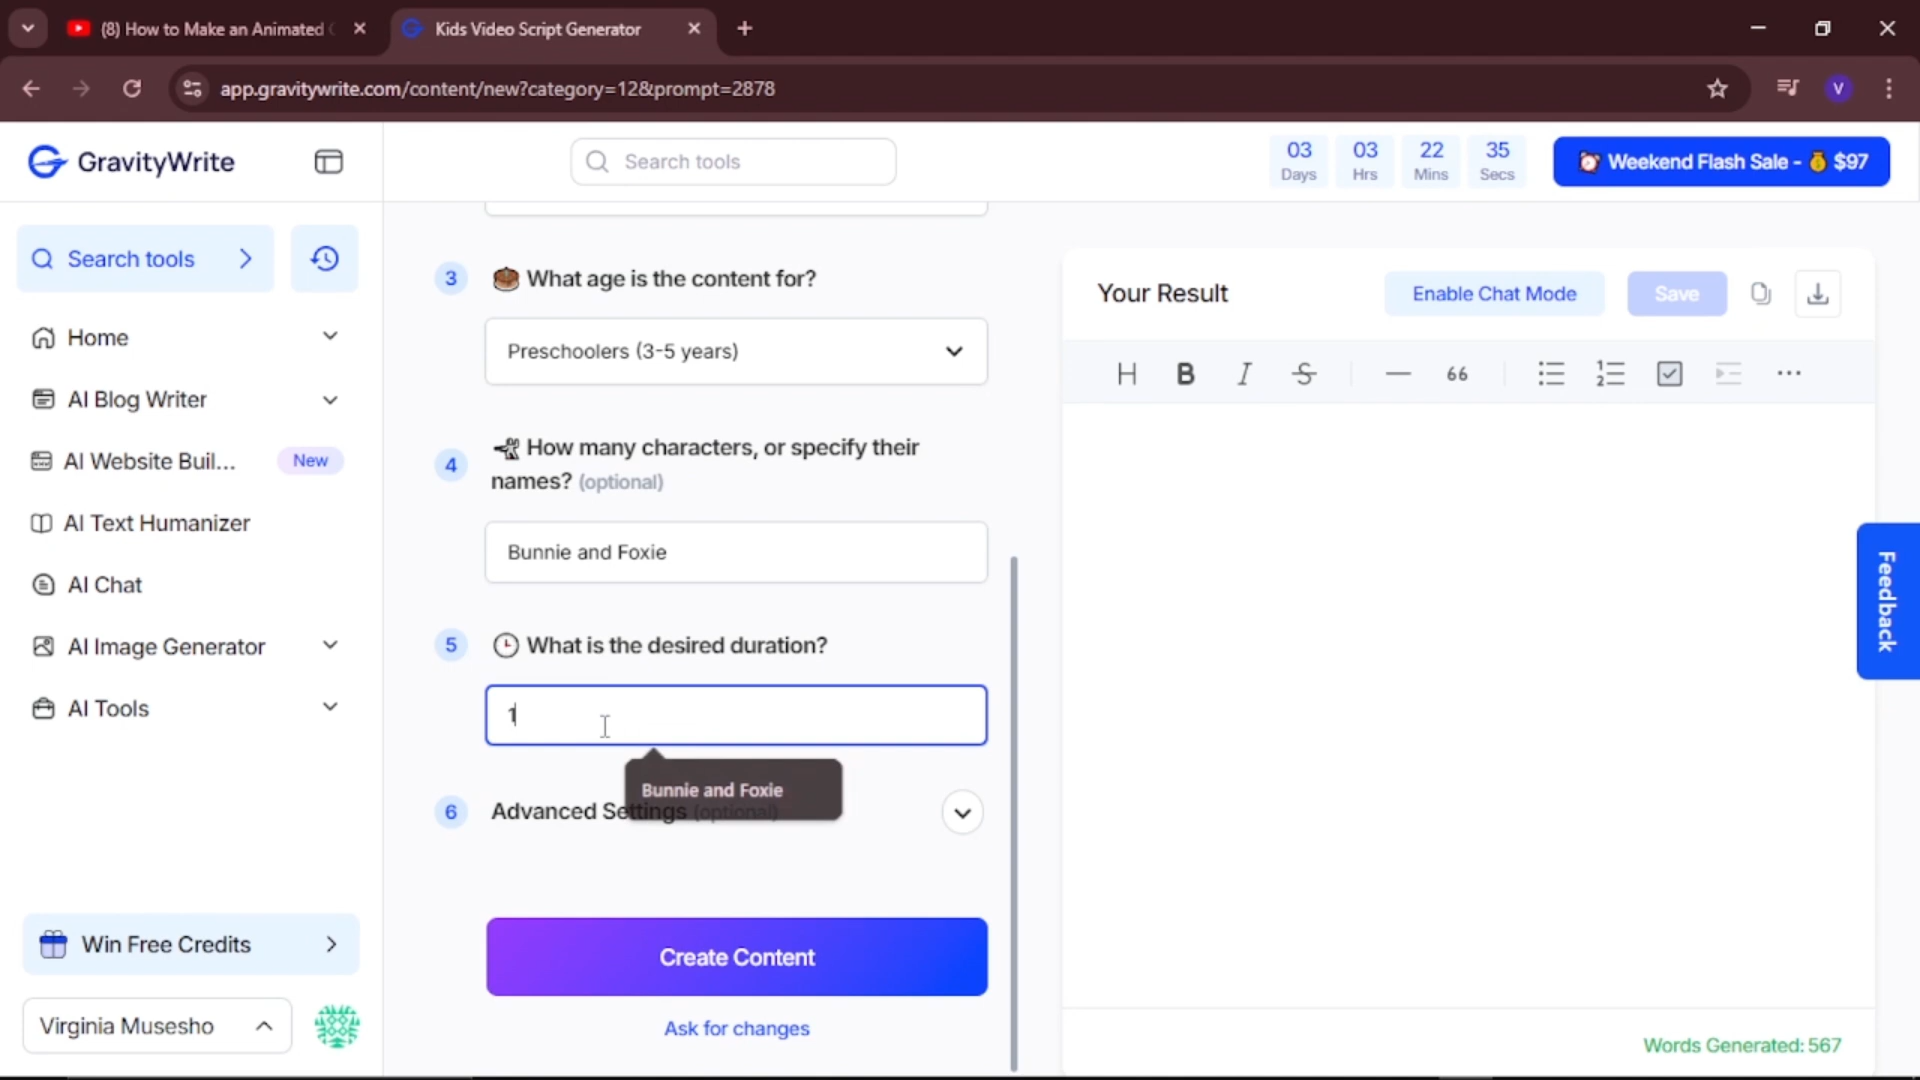 (8) How to Make an Animated
Kids Video Script Generator
app.gravitywrite.com/content/new?category=12&prompt=2878
V
GravityWrite
Search tools
03 Days
03 Hrs
22 Mins
35 Secs
Weekend Flash Sale - $97
Search tools
Home
AI Blog Writer
AI Website Buil...
New
AI Text Humanizer
AI Chat
AI Image Generator
AI Tools
Win Free Credits
Virginia Musesho
3 What age is the content for?
Preschoolers (3-5 years)
4 How many characters, or specify their
names? (optional)
Bunnie and Foxie
5 What is the desired duration?
1
Bunnie and Foxie
6 Advanced Settings (optional)
Create Content
Ask for changes
Your Result
Enable Chat Mode
Save
H B I S 66
Feedback
Words Generated: 567